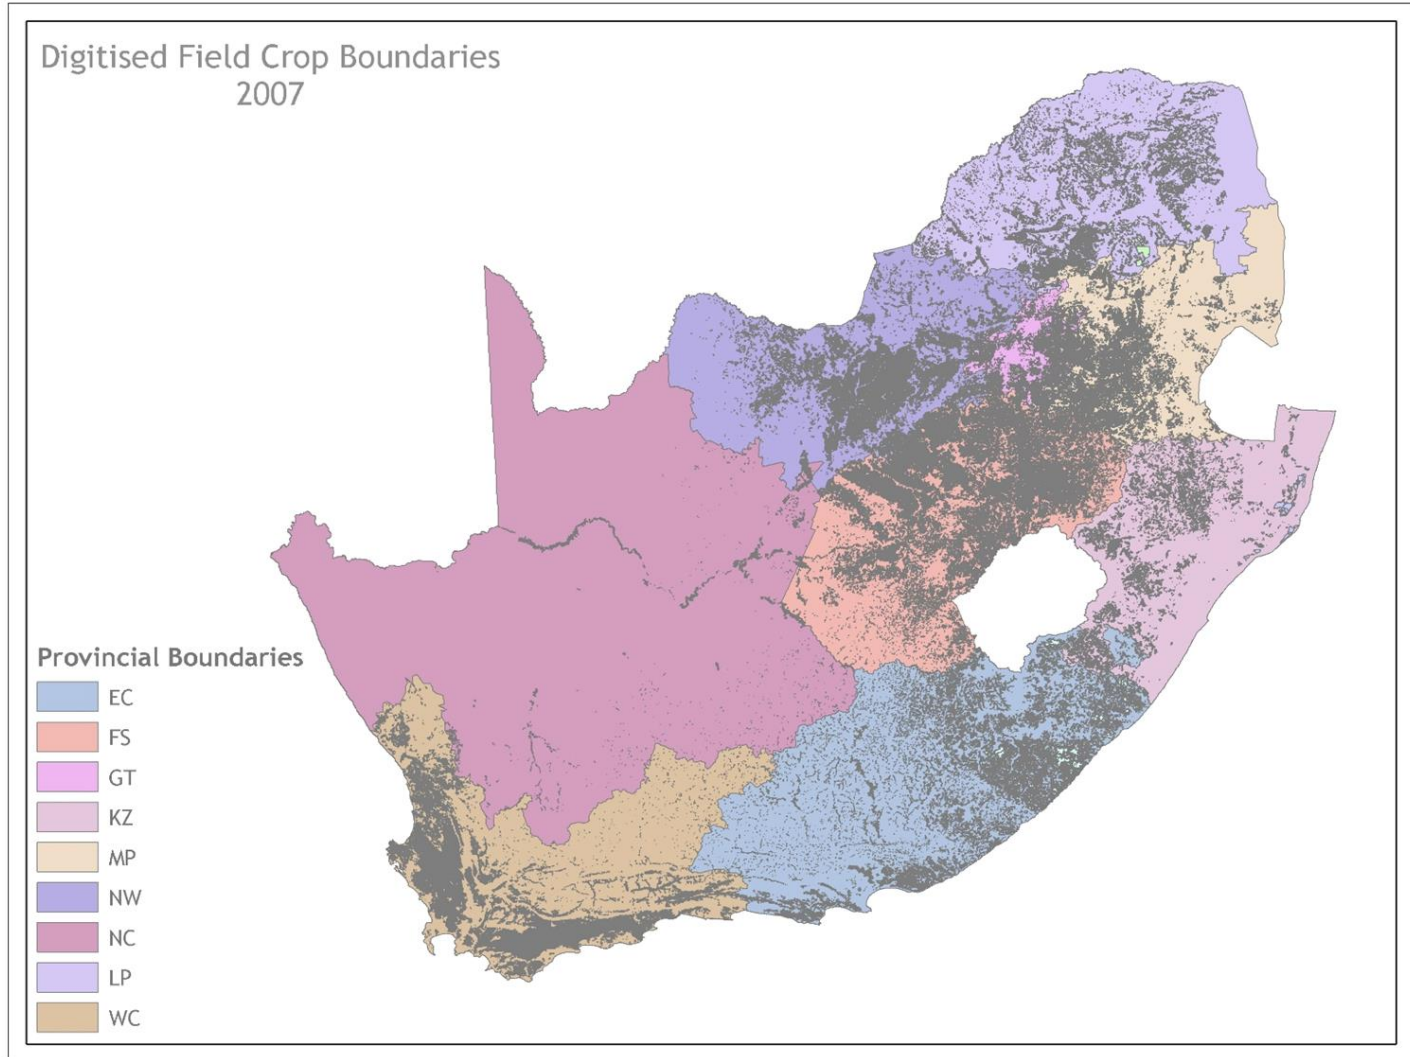 Digitised Field Crop Boundaries
2007
Provincial Boundaries
EC
FS
GT
KZ
MP
NW
NC
LP
WC